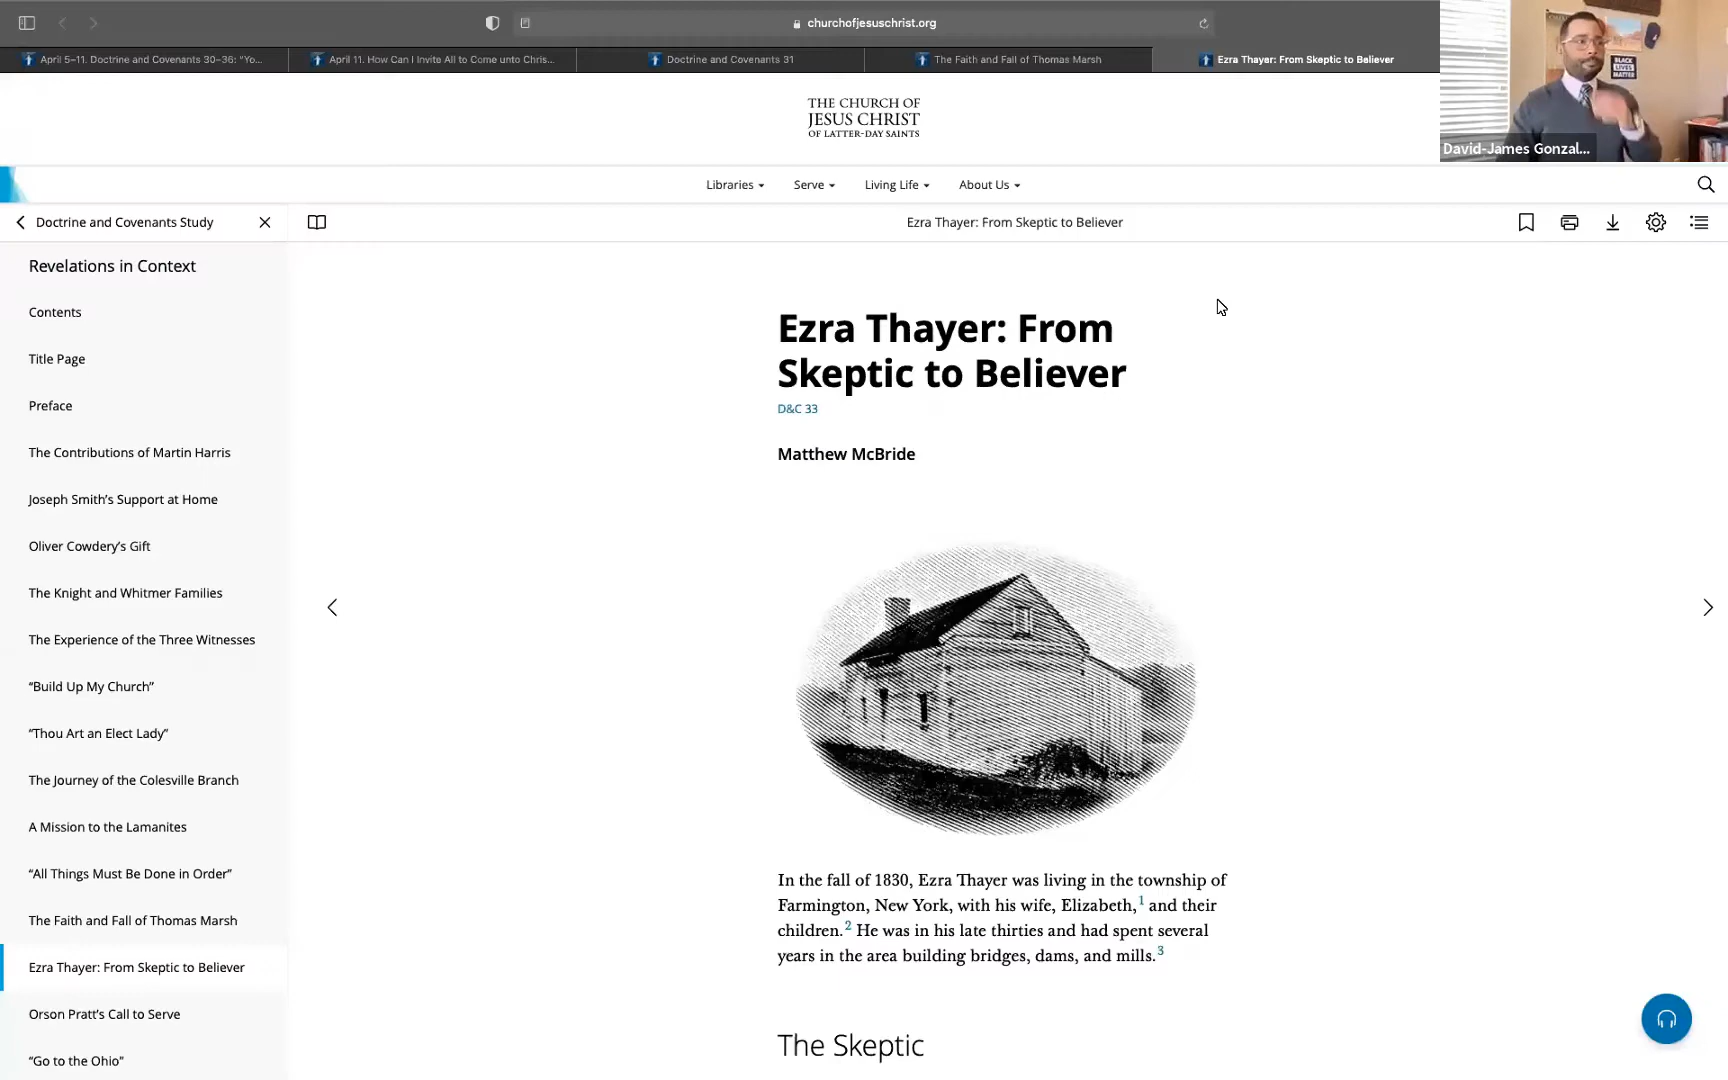 churchofjesuschrist.org
April 5–11. Doctrine and Covenants 30–36: "Yo...
April 11. How Can I Invite All to Come unto Chris...
Doctrine and Covenants 31
The Faith and Fall of Thomas Marsh
Ezra Thayer: From Skeptic to Believer
BLACK
LIVES
MATTER
David-James Gonzal...
THE CHURCH OF
JESUS CHRIST
OF LATTER-DAY SAINTS
Libraries
Serve
Living Life
About Us
Doctrine and Covenants Study
Ezra Thayer: From Skeptic to Believer
Revelations in Context
Contents
Title Page
Preface
The Contributions of Martin Harris
Joseph Smith's Support at Home
Oliver Cowdery's Gift
The Knight and Whitmer Families
The Experience of the Three Witnesses
“Build Up My Church”
“Thou Art an Elect Lady”
The Journey of the Colesville Branch
A Mission to the Lamanites
“All Things Must Be Done in Order”
The Faith and Fall of Thomas Marsh
Ezra Thayer: From Skeptic to Believer
Orson Pratt's Call to Serve
“Go to the Ohio”
Ezra Thayer: From
Skeptic to Believer
D&C 33
Matthew McBride
In the fall of 1830, Ezra Thayer was living in the township of
Farmington, New York, with his wife, Elizabeth,1 and their
children.2 He was in his late thirties and had spent several
years in the area building bridges, dams, and mills.3
The Skeptic